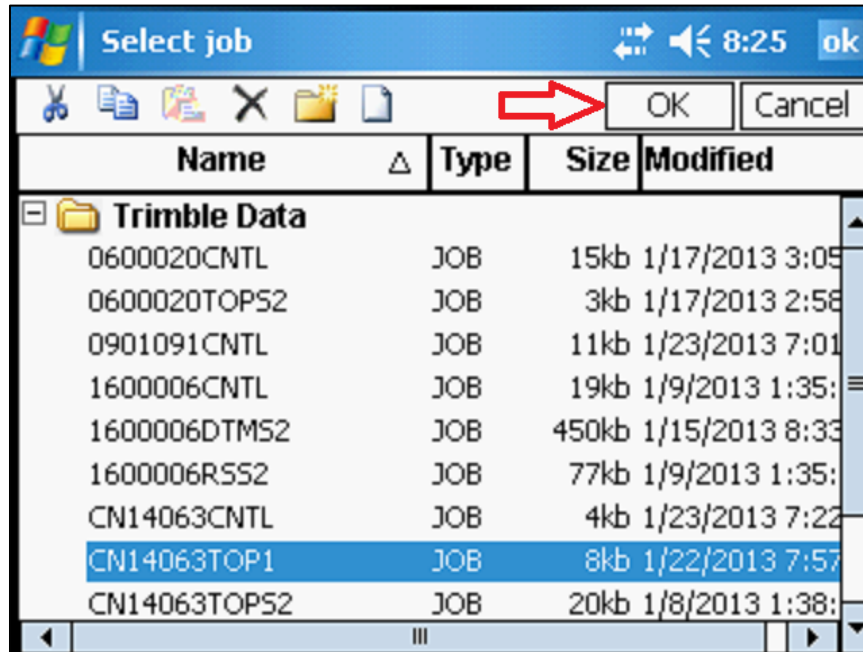 Select job 8:25 ok
OK Cancel
Name Type Size Modified
Trimble Data
0600020CNTL JOB 15kb 1/17/2013 3:05
0600020TOPS2 JOB 3kb 1/17/2013 2:58
0901091CNTL JOB 11kb 1/23/2013 7:01
1600006CNTL JOB 19kb 1/9/2013 1:35:
1600006DTMS2 JOB 450kb 1/15/2013 8:33
1600006RSS2 JOB 77kb 1/9/2013 1:35:
CN14063CNTL JOB 4kb 1/23/2013 7:22
CN14063TOP1 JOB 8kb 1/22/2013 7:57
CN14063TOPS2 JOB 20kb 1/8/2013 1:38: